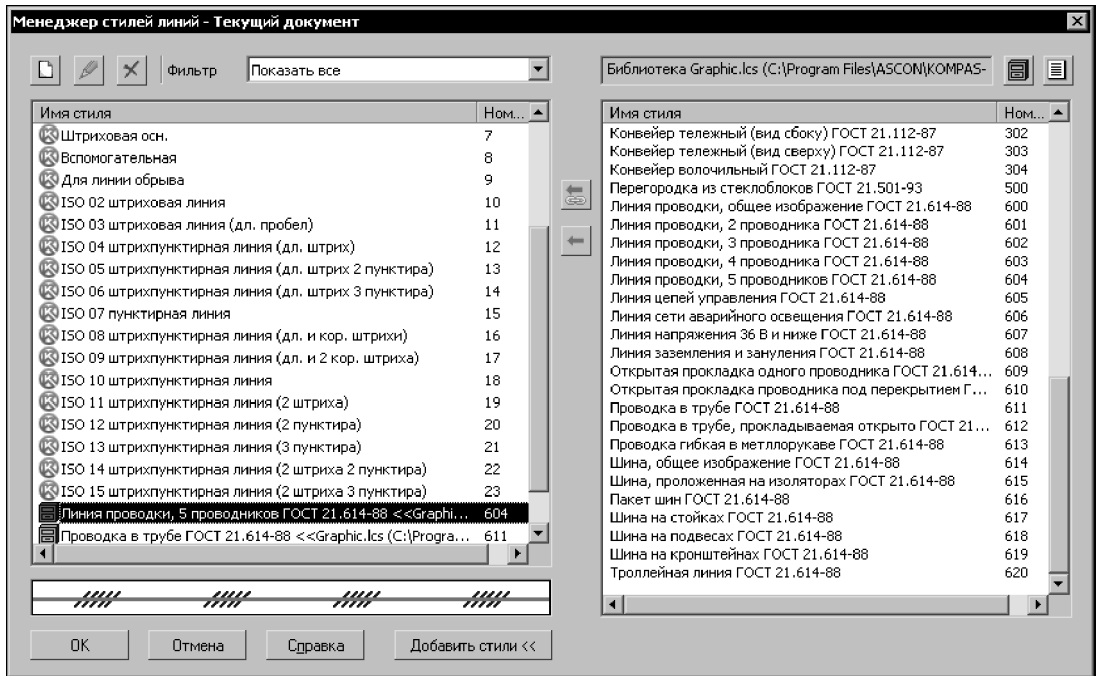 Менеджер стилей линий - Текущий документ
Фильтр
Показать все
Имя стиля Ном...
Штриховая осн. 7
Вспомогательная 8
Для линии обрыва 9
ISO 02 штриховая линия 10
ISO 03 штриховая линия (дл. пробел) 11
ISO 04 штрихпунктирная линия (дл. штрих) 12
ISO 05 штрихпунктирная линия (дл. штрих 2 пунктира) 13
ISO 06 штрихпунктирная линия (дл. штрих 3 пунктира) 14
ISO 07 пунктирная линия 15
ISO 08 штрихпунктирная линия (дл. и кор. штрихи) 16
ISO 09 штрихпунктирная линия (дл. и 2 кор. штриха) 17
ISO 10 штрихпунктирная линия 18
ISO 11 штрихпунктирная линия (2 штриха) 19
ISO 12 штрихпунктирная линия (2 пунктира) 20
ISO 13 штрихпунктирная линия (3 пунктира) 21
ISO 14 штрихпунктирная линия (2 штриха 2 пунктира) 22
ISO 15 штрихпунктирная линия (2 штриха 3 пунктира) 23
Линия проводки, 5 проводников ГОСТ 21.614-88 <<Graphi... 604
Проводка в трубе ГОСТ 21.614-88 <<Graphic.lcs (C:\Progra... 611
OK
Отмена
Справка
Добавить стили <<
Библиотека Graphic.lcs (C:\Program Files\ASCON\KOMPAS-
Имя стиля Ном...
Конвейер тележный (вид сбоку) ГОСТ 21.112-87 302
Конвейер тележный (вид сверху) ГОСТ 21.112-87 303
Конвейер волочильный ГОСТ 21.112-87 304
Перегородка из стеклоблоков ГОСТ 21.501-93 500
Линия проводки, общее изображение ГОСТ 21.614-88 600
Линия проводки, 2 проводника ГОСТ 21.614-88 601
Линия проводки, 3 проводника ГОСТ 21.614-88 602
Линия проводки, 4 проводника ГОСТ 21.614-88 603
Линия проводки, 5 проводников ГОСТ 21.614-88 604
Линия цепей управления ГОСТ 21.614-88 605
Линия сети аварийного освещения ГОСТ 21.614-88 606
Линия напряжения 36 В и ниже ГОСТ 21.614-88 607
Линия заземления и зануления ГОСТ 21.614-88 608
Открытая прокладка одного проводника ГОСТ 21.614... 609
Открытая прокладка проводника под перекрытием Г... 610
Проводка в трубе ГОСТ 21.614-88 611
Проводка в трубе, прокладываемая открыто ГОСТ 21... 612
Проводка гибкая в метллорукаве ГОСТ 21.614-88 613
Шина, общее изображение ГОСТ 21.614-88 614
Шина, проложенная на изоляторах ГОСТ 21.614-88 615
Пакет шин ГОСТ 21.614-88 616
Шина на стойках ГОСТ 21.614-88 617
Шина на подвесах ГОСТ 21.614-88 618
Шина на кронштейнах ГОСТ 21.614-88 619
Троллейная линия ГОСТ 21.614-88 620